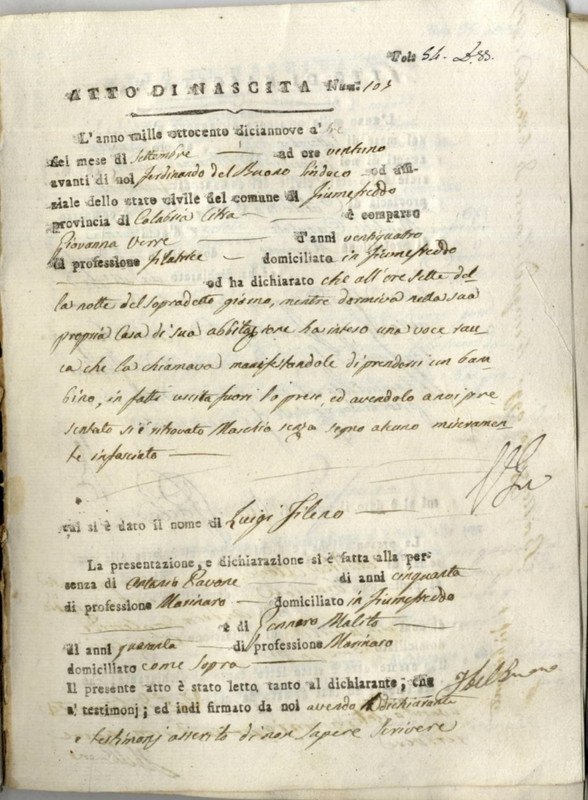 Fol: 54.
ATTO DI NASCITA Num. 105
L'anno mille ottocento diciannove a' tre
del mese di Settembre ad ore ventuno
avanti di noi Ferdinando del Buono Sindaco ed uffi-
ziale dello stato civile del comune di Fiumefreddo
provincia di Calabria Citra è comparso
Giovanna Verre d'anni ventiquattro
di professione filatrice domiciliato in Fiumefreddo
ed ha dichiarato che all'ore sette del-
la notte del sopradetto giorno, mentre dormiva nella sua
propria Casa di sua abbitazione ha inteso una voce rau
ca che la chiamava manifestandole di prendersi un bam
bino, in fatti uscita fuori lo prese, ed avendolo a noi pre
sentato si è ritrovato Maschio senza segno alcuno miseramen
te infasciato
cui si è dato il nome di Luigi Fileno
La presentazione, e dichiarazione si è fatta alla pre-
senza di Antonio Pavone di anni cinquanta
di professione Marinaro domiciliato in Fiumefreddo
e di Gennaro Malito
di anni quaranta di professione Marinaro
domiciliato come sopra
Il presente atto è stato letto, tanto al dichiarante, che
a' testimonj; ed indi firmato da noi avendo il dichiarante
e testimonj asserito di non sapere scrivere
F del Buono